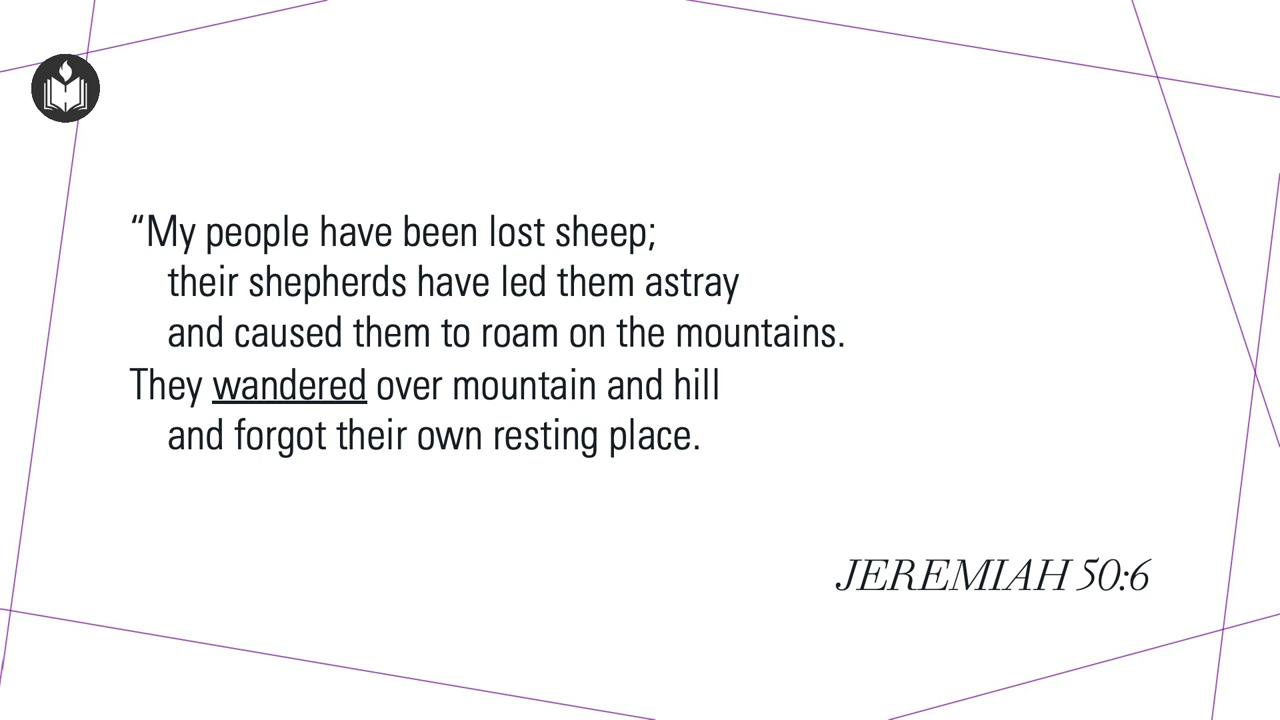 “My people have been lost sheep;
their shepherds have led them astray
and caused them to roam on the mountains.
They wandered over mountain and hill
and forgot their own resting place.
JEREMIAH 50:6